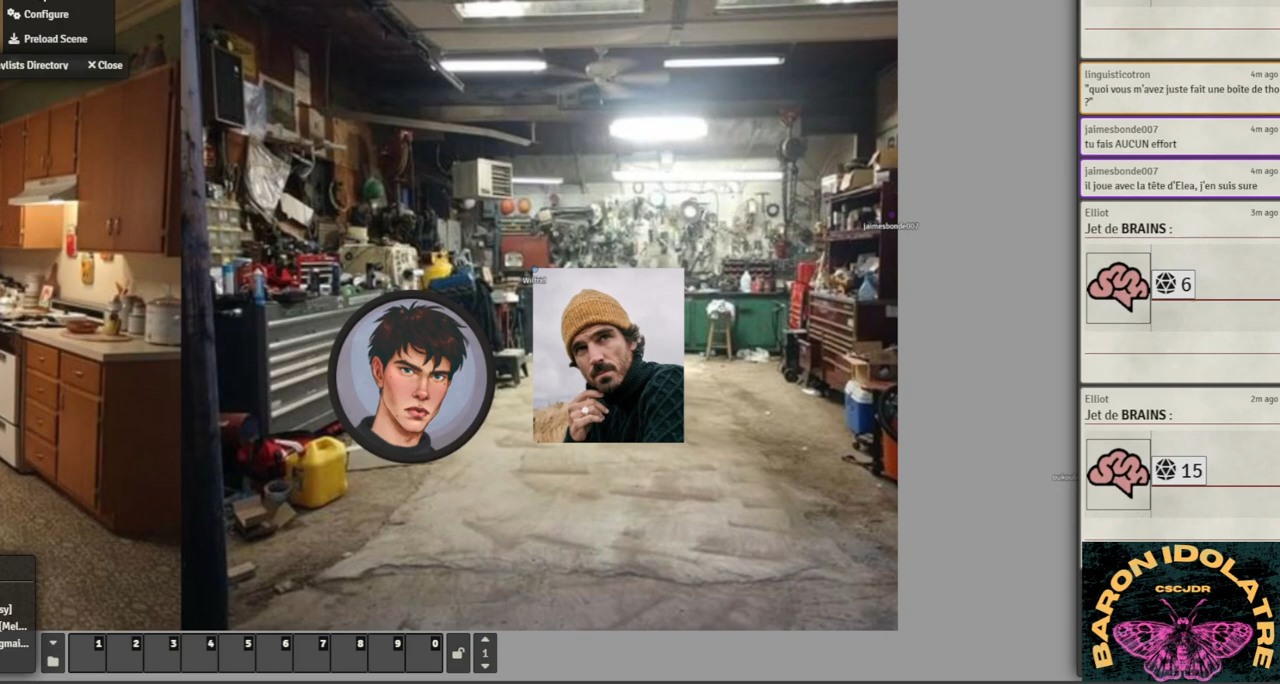 Configure
Preload Scene
ylists Directory
Close
linguisticotron 4m ago
"quoi vous m'avez juste fait une boîte de tho
?"
jaimesbonde007 4m ago
tu fais AUCUN effort
jaimesbonde007 4m ago
il joue avec la tête d'Elea, j'en suis sure
Elliot 3m ago
Jet de BRAINS :
6
jaimesbonde007
Elliot 2m ago
Jet de BRAINS :
15
BARON IDOLATRE
CSCJDR
sy]
[Mel...
gmai...
1 2 3 4 5 6 7 8 9 0
1